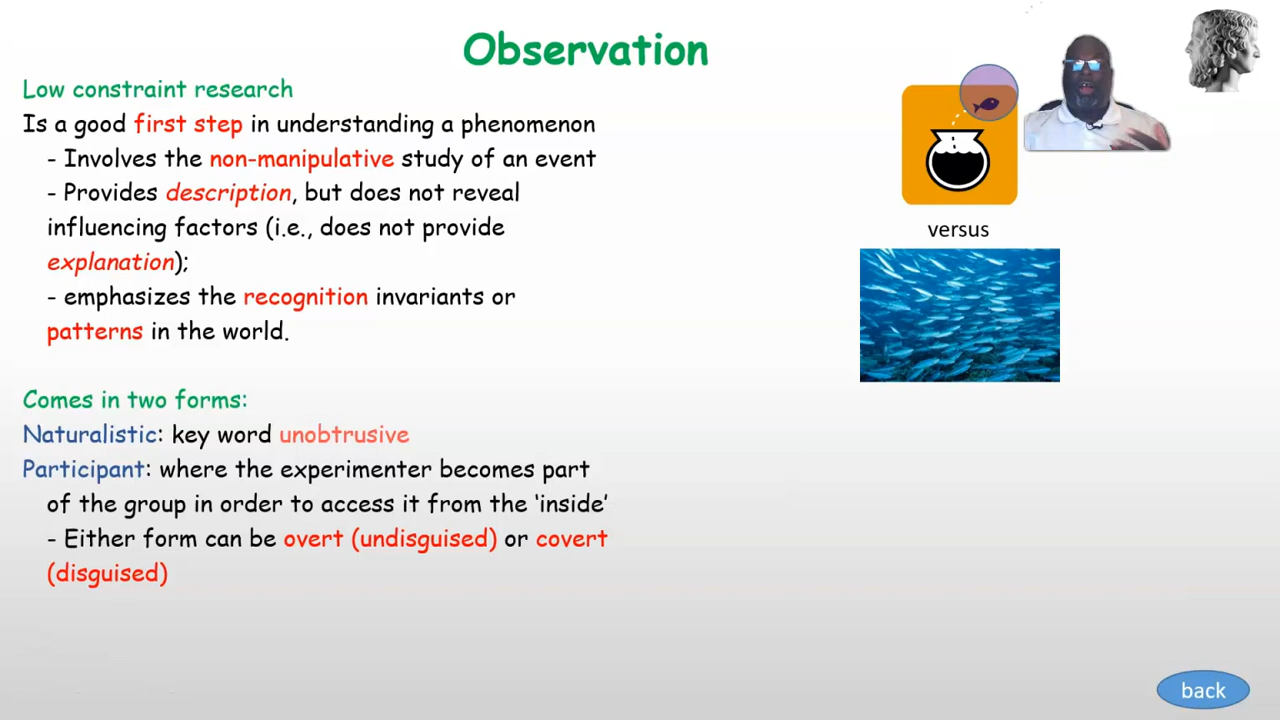 Observation
Low constraint research
Is a good first step in understanding a phenomenon
- Involves the non-manipulative study of an event
- Provides description, but does not reveal
influencing factors (i.e., does not provide
explanation);
- emphasizes the recognition invariants or
patterns in the world.
Comes in two forms:
Naturalistic: key word unobtrusive
Participant: where the experimenter becomes part
of the group in order to access it from the ‘inside’
- Either form can be overt (undisguised) or covert
(disguised)
versus
back